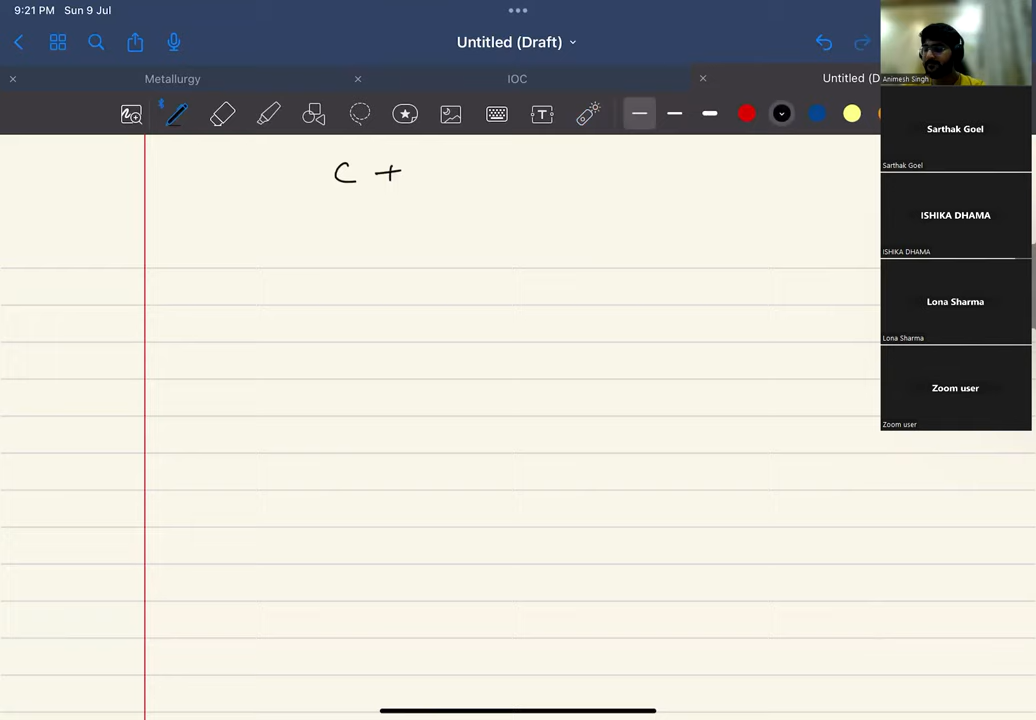 9:21 PM Sun 9 Jul
Untitled (Draft)
Metallurgy
IOC
Untitled (D
C +
Animesh Singh
Sarthak Goel
Sarthak Goel
ISHIKA DHAMA
ISHIKA DHAMA
Lona Sharma
Lona Sharma
Zoom user
Zoom user